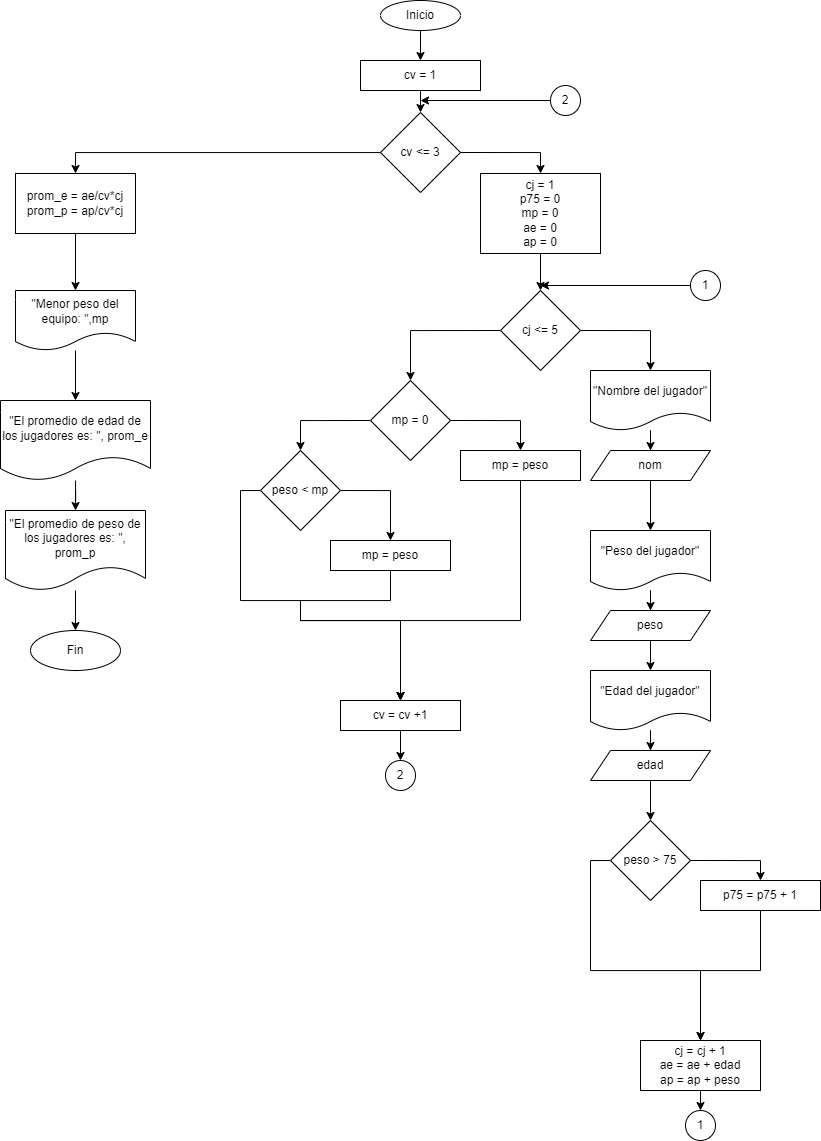 Inicio
cv = 1
2
cv <= 3
prom_e = ae/cv*cj
prom_p = ap/cv*cj
cj = 1
p75 = 0
mp = 0
ae = 0
ap = 0
1
"Menor peso del
equipo: ",mp
cj <= 5
"Nombre del jugador"
"El promedio de edad de
los jugadores es: ", prom_e
mp = 0
mp = peso
nom
peso < mp
"El promedio de peso de
los jugadores es: ",
prom_p
mp = peso
"Peso del jugador"
peso
Fin
"Edad del jugador"
cv = cv +1
edad
2
peso > 75
p75 = p75 + 1
cj = cj + 1
ae = ae + edad
ap = ap + peso
1